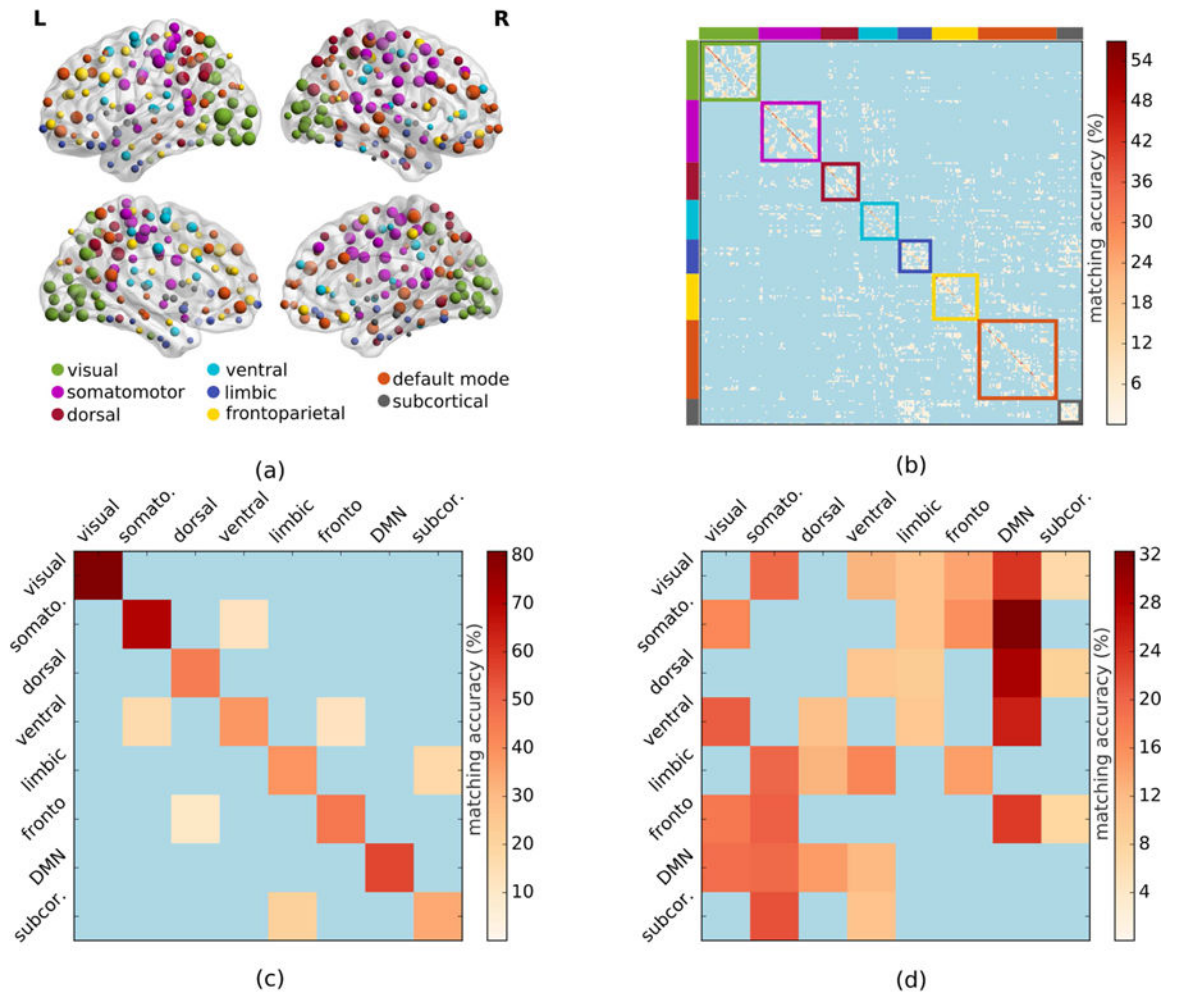 L
R
visual
somatomotor
dorsal
ventral
limbic
frontoparietal
default mode
subcortical
(a)
54
48
42
36
30
24
18
12
6
matching accuracy (%)
(b)
visual
somato.
dorsal
ventral
limbic
fronto
DMN
subcor.
visual
somato.
dorsal
ventral
limbic
fronto
DMN
subcor.
80
70
60
50
40
30
20
10
matching accuracy (%)
(c)
visual
somato.
dorsal
ventral
limbic
fronto
DMN
subcor.
visual
somato.
dorsal
ventral
limbic
fronto
DMN
subcor.
32
28
24
20
16
12
8
4
matching accuracy (%)
(d)